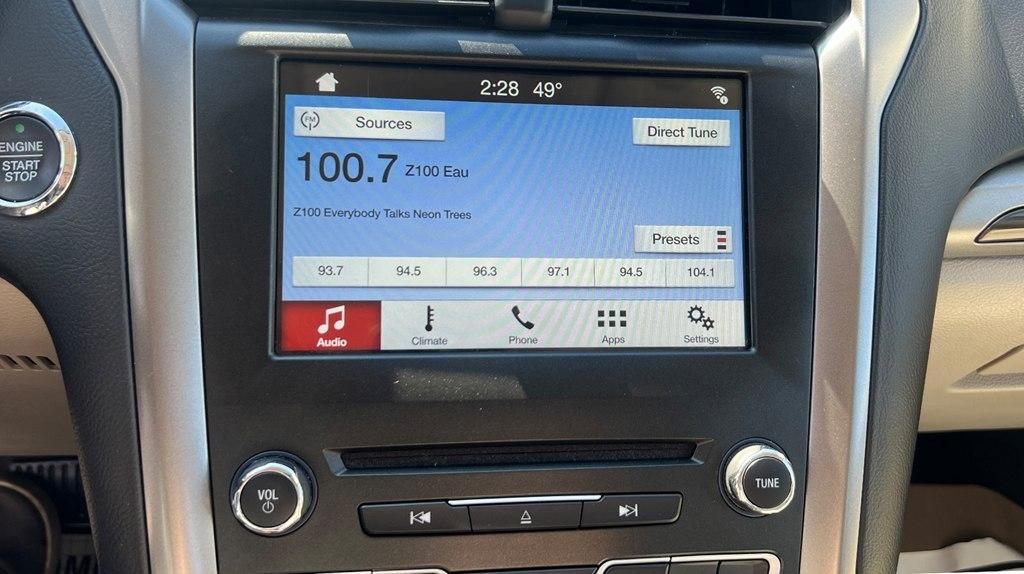 2:28 49°
FM Sources
Direct Tune
100.7 Z100 Eau
Z100 Everybody Talks Neon Trees
Presets
93.7 94.5 96.3 97.1 94.5 104.1
Audio Climate Phone Apps Settings
ENGINE
START
STOP
VOL
TUNE